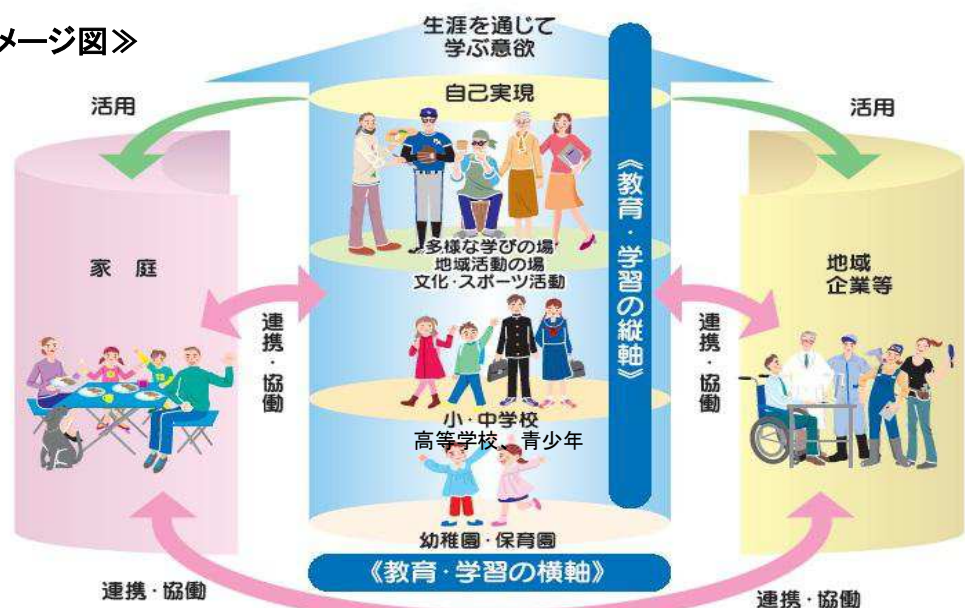 メージ図≫
生涯を通じて
学ぶ意欲
活用
自己実現
活用
《教育・学習の縦軸》
多様な学びの場
地域活動の場
文化・スポーツ活動
家 庭
地域
企業等
連携・協働
連携・協働
小・中学校
高等学校、青少年
幼稚園・保育園
《教育・学習の横軸》
連携・協働
連携・協働